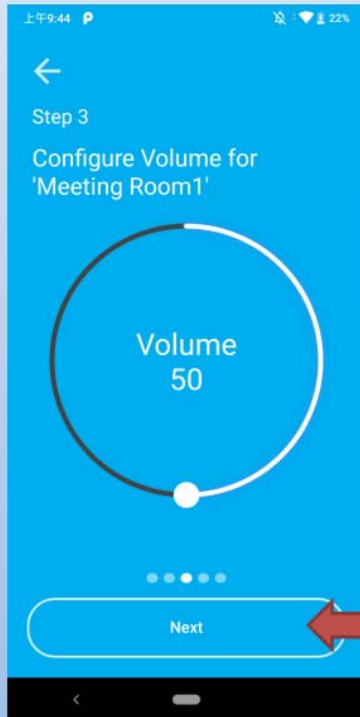 上午9:44
22%
Step 3
Configure Volume for
'Meeting Room1'
Volume
50
Next